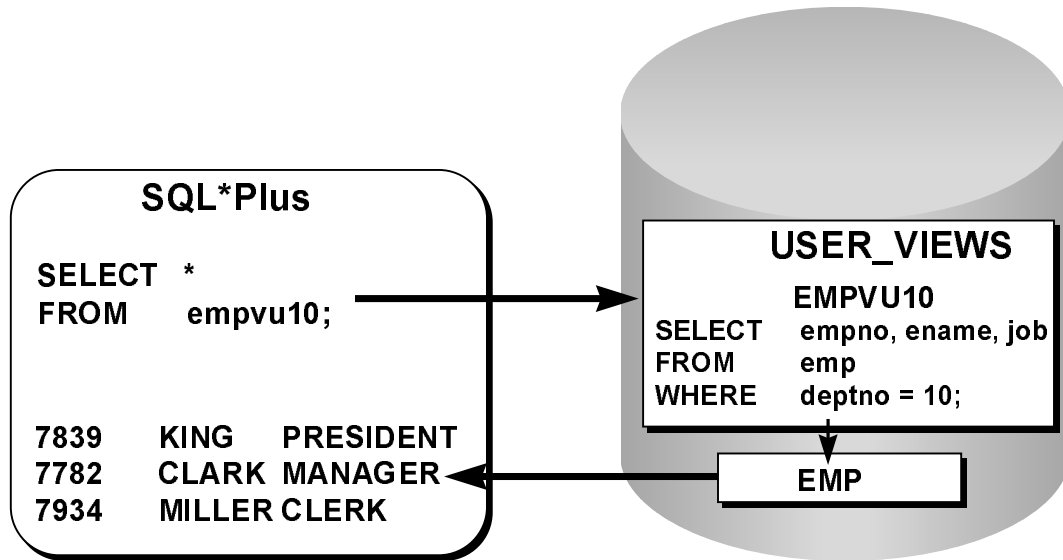 SQL*Plus
SELECT *
FROM empvu10;
7839 KING PRESIDENT
7782 CLARK MANAGER
7934 MILLER CLERK
USER_VIEWS
EMPVU10
SELECT empno, ename, job
FROM emp
WHERE deptno = 10;
EMP